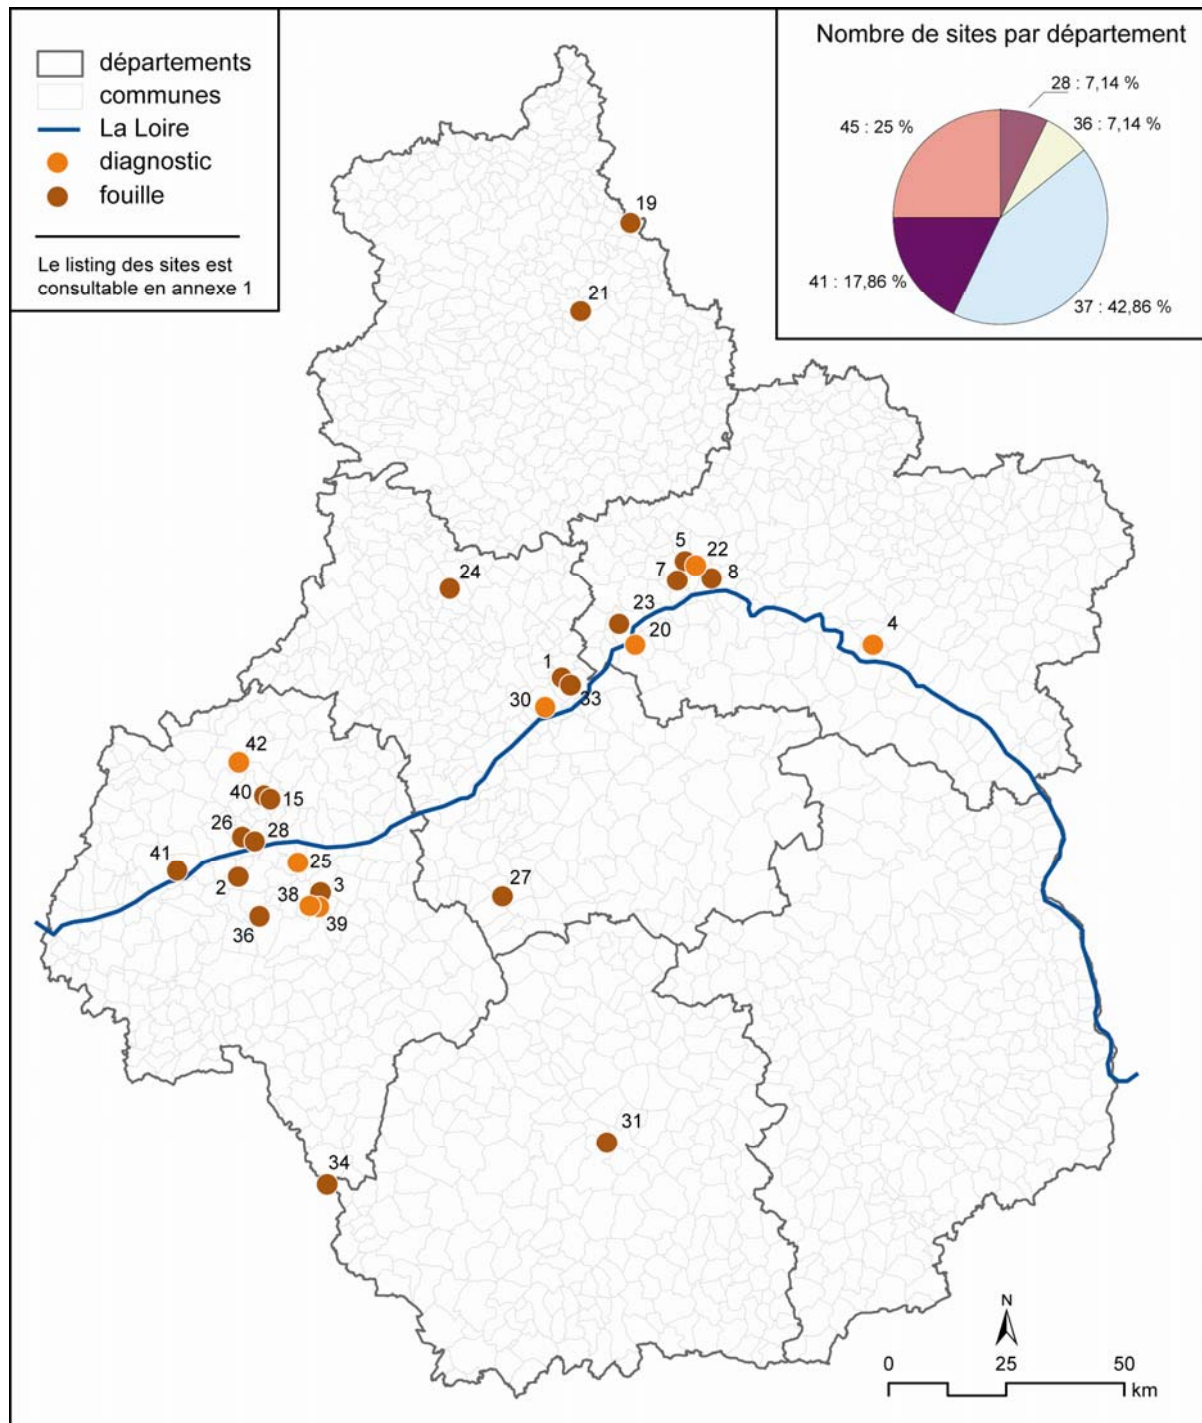 départements
communes
La Loire
diagnostic
fouille
Le listing des sites est
consultable en annexe 1
Nombre de sites par département
28 : 7,14 %
36 : 7,14 %
45 : 25 %
41 : 17,86 %
37 : 42,86 %
19
21
5
22
7
8
24
23
20
4
1
33
30
42
40
15
26
28
41
25
2
3
38
39
36
27
31
34
N
0 25 50
km